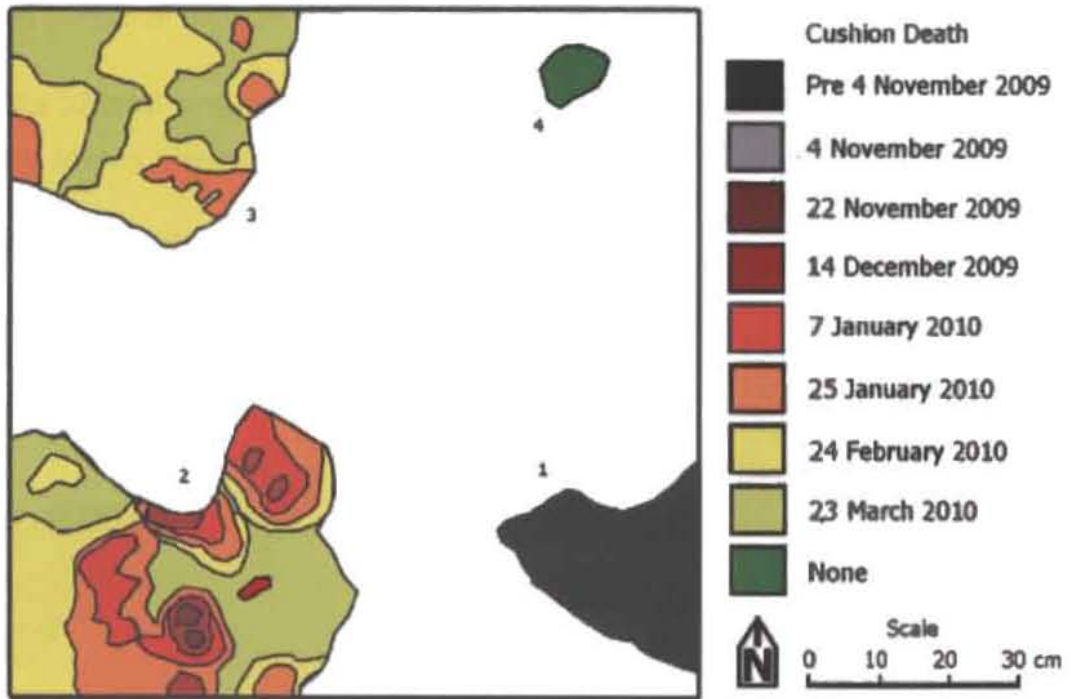 Cushion Death
Pre 4 November 2009
4 November 2009
22 November 2009
14 December 2009
7 January 2010
25 January 2010
24 February 2010
23 March 2010
None
4
3
2
1
N
Scale
0 10 20 30 cm